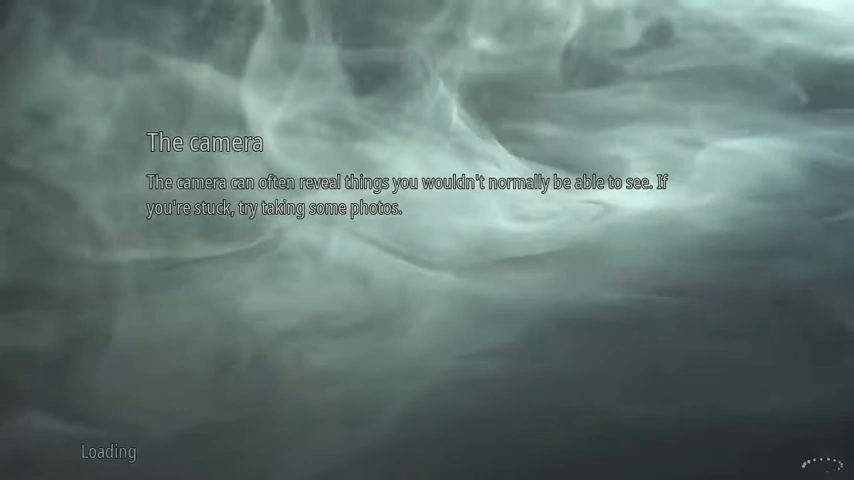 The camera
The camera can often reveal things you wouldn't normally be able to see. If
you're stuck, try taking some photos.
Loading